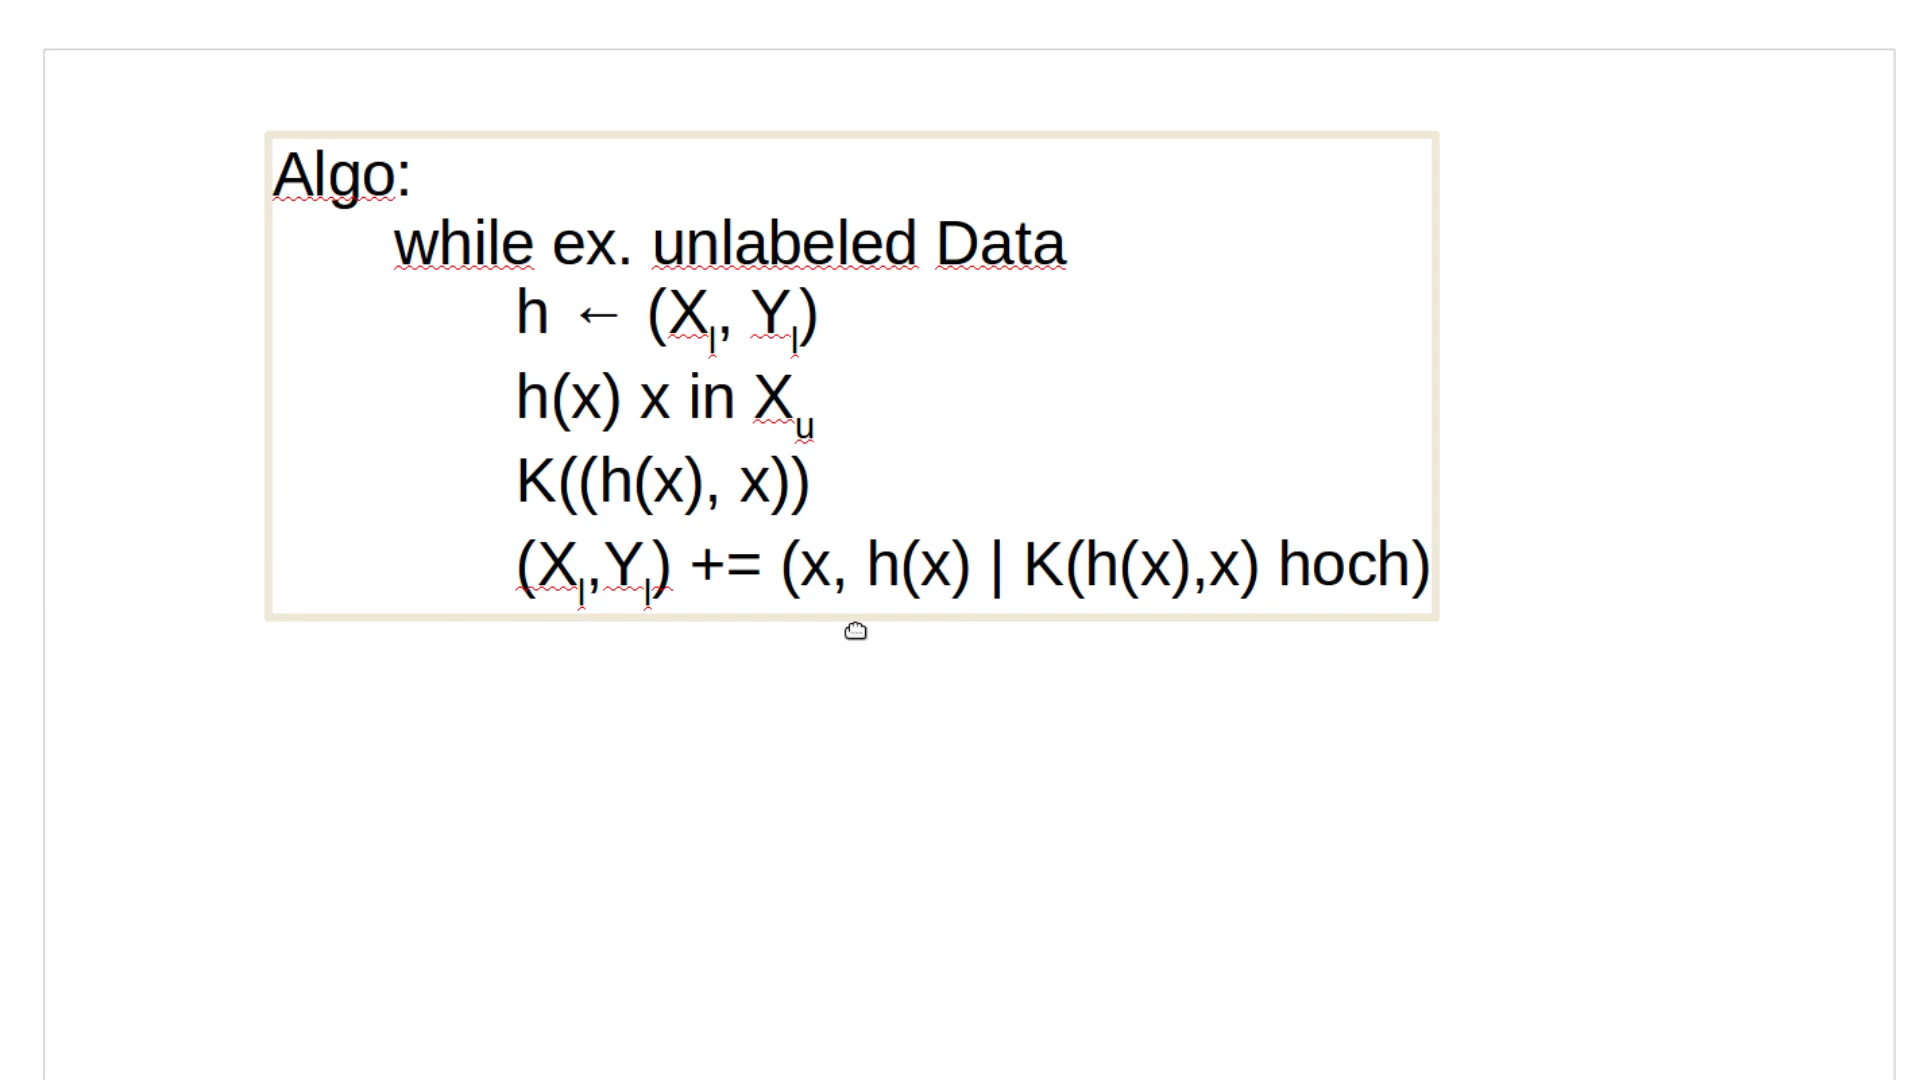 Algo:
while ex. unlabeled Data
h ← (Xₗ, Yₗ)
h(x) x in Xᵤ
K((h(x), x))
(Xₗ,Yₗ) += (x, h(x) | K(h(x),x) hoch)